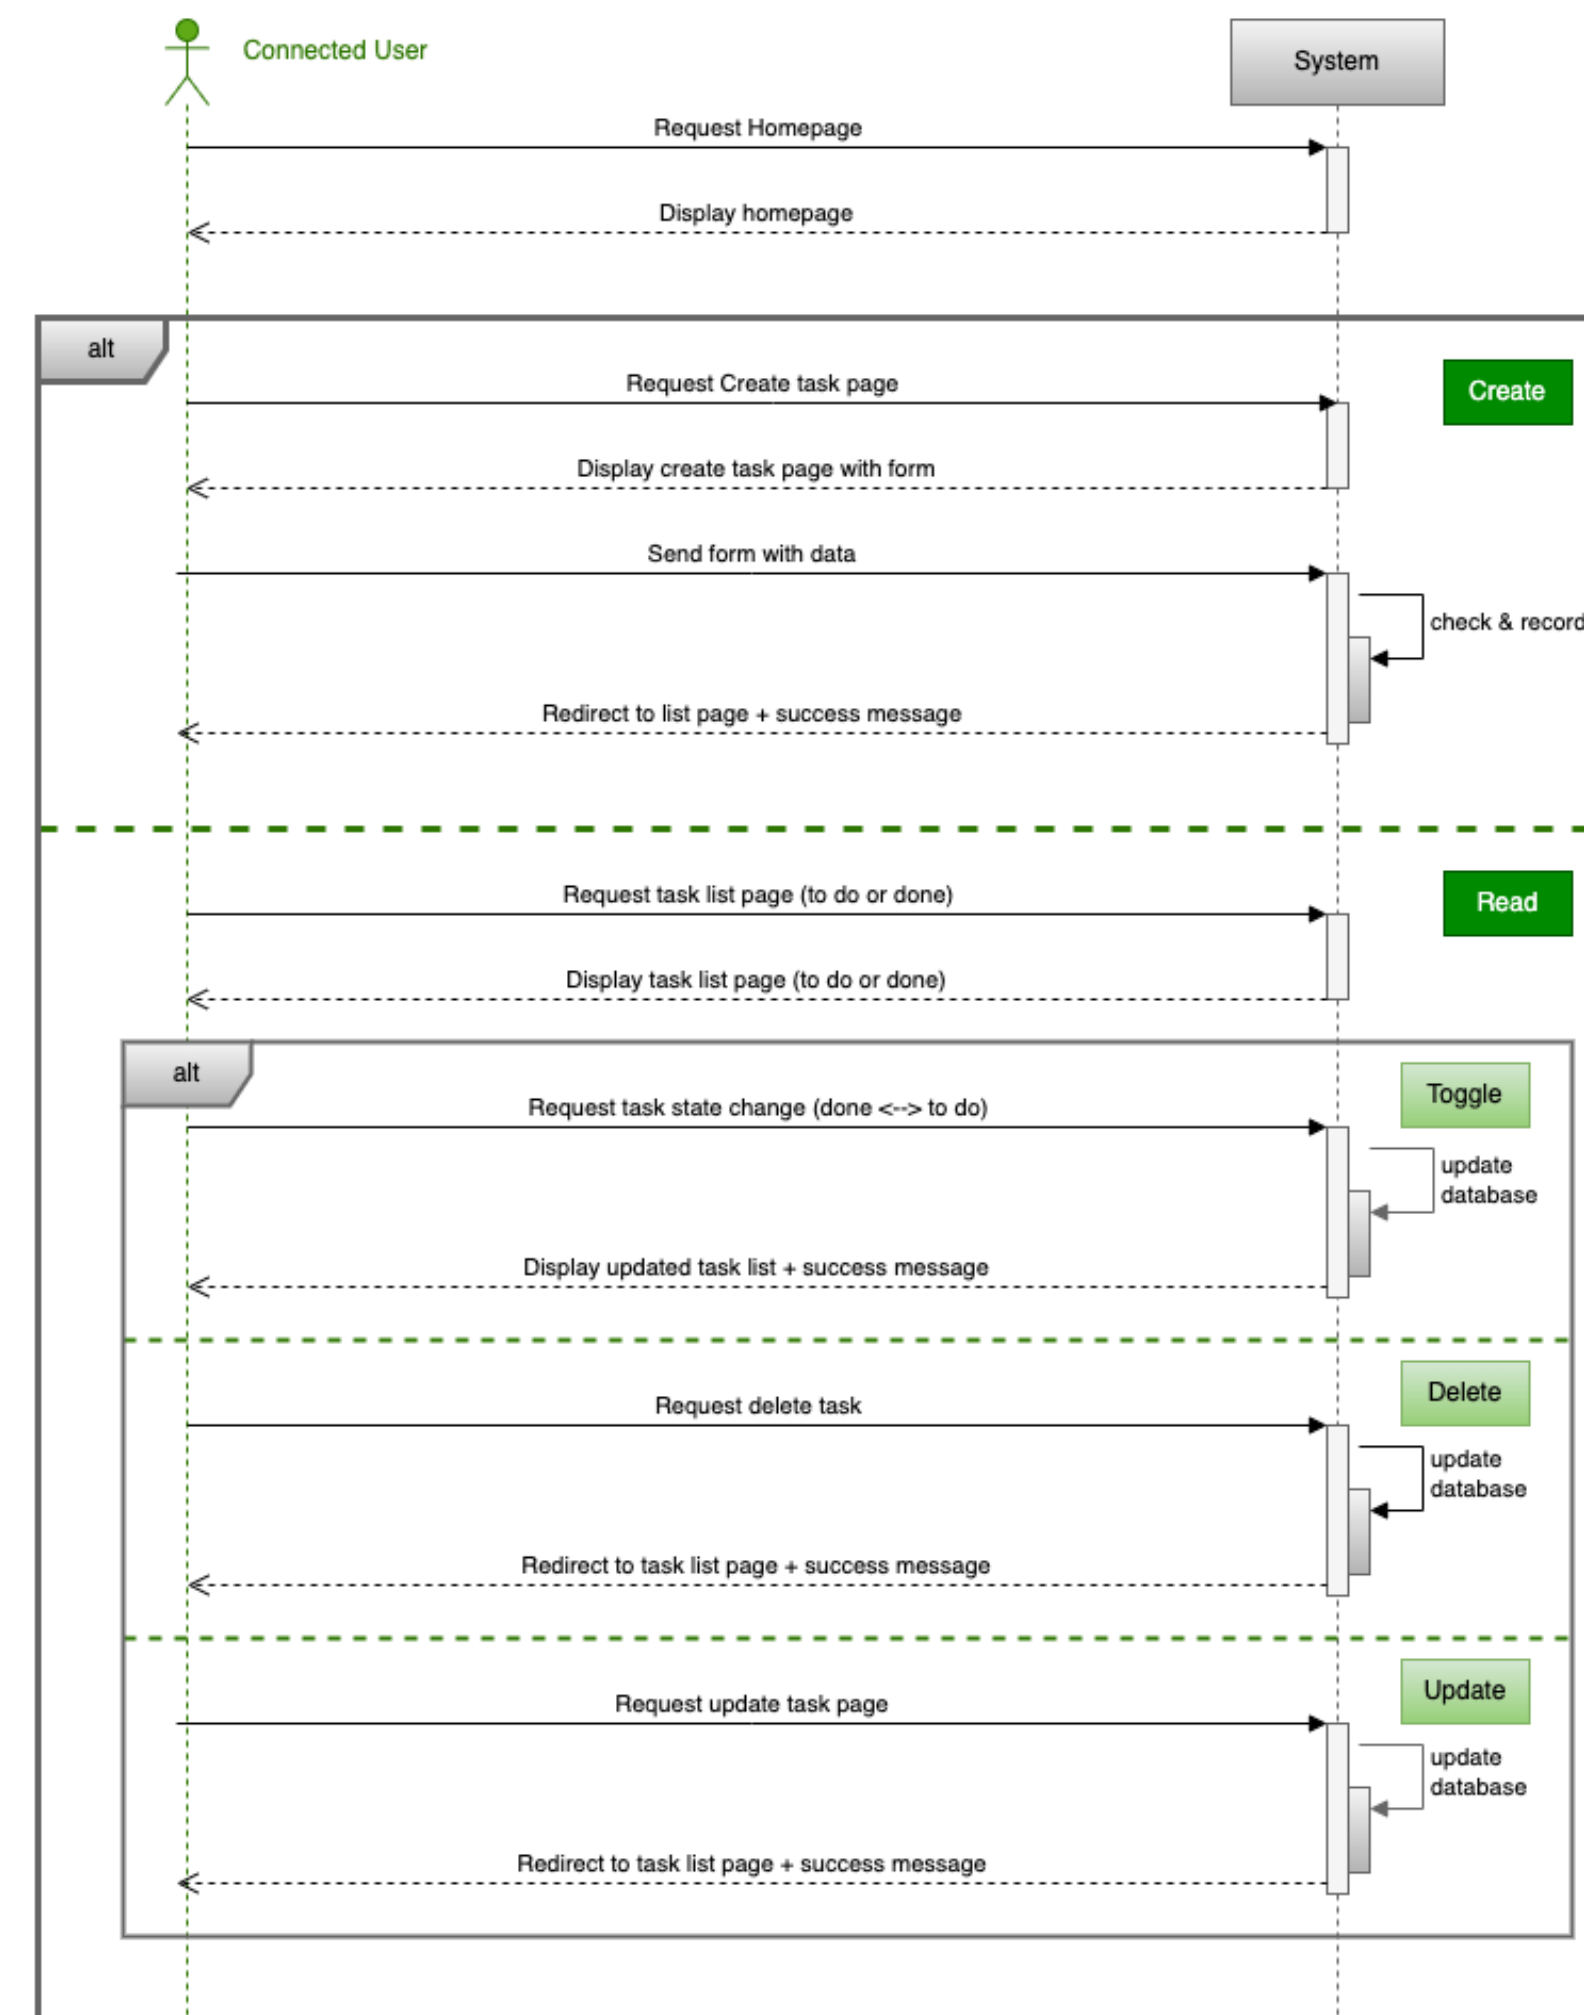 Connected User
System
Request Homepage
Display homepage
alt
Request Create task page
Create
Display create task page with form
Send form with data
check & record
Redirect to list page + success message
Request task list page (to do or done)
Read
Display task list page (to do or done)
alt
Toggle
Request task state change (done <--> to do)
update
database
Display updated task list + success message
Delete
Request delete task
update
database
Redirect to task list page + success message
Update
Request update task page
update
database
Redirect to task list page + success message